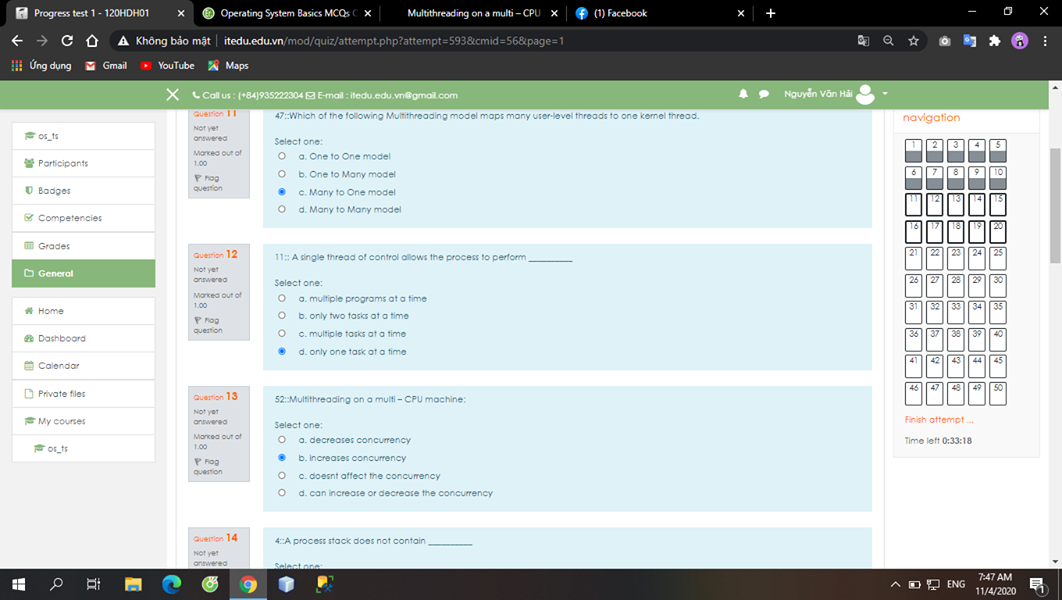 Progress test 1 - 120HDH01
Operating System Basics MCQs
Multithreading on a multi – CPU
(1) Facebook
Không bảo mật
itedu.edu.vn/mod/quiz/attempt.php?attempt=593&cmid=56&page=1
Ứng dụng
Gmail
YouTube
Maps
Call us : (+84)935222304
E-mail : itedu.edu.vn@gmail.com
Nguyễn Văn Hải
os_ts
Participants
Badges
Competencies
Grades
General
Home
Dashboard
Calendar
Private files
My courses
os_ts
Question 11
Not yet
answered
Marked out of
1.00
Flag
question
47::Which of the following Multithreading model maps many user-level threads to one kernel thread.
Select one:
a. One to One model
b. One to Many model
c. Many to One model
d. Many to Many model
Question 12
Not yet
answered
Marked out of
1.00
Flag
question
11:: A single thread of control allows the process to perform __________
Select one:
a. multiple programs at a time
b. only two tasks at a time
c. multiple tasks at a time
d. only one task at a time
Question 13
Not yet
answered
Marked out of
1.00
Flag
question
52::Multithreading on a multi – CPU machine:
Select one:
a. decreases concurrency
b. increases concurrency
c. doesnt affect the concurrency
d. can increase or decrease the concurrency
Question 14
Not yet
answered
4::A process stack does not contain __________
Select one:
navigation
1 2 3 4 5
6 7 8 9 10
11 12 13 14 15
16 17 18 19 20
21 22 23 24 25
26 27 28 29 30
31 32 33 34 35
36 37 38 39 40
41 42 43 44 45
46 47 48 49 50
Finish attempt ...
Time left 0:33:18
ENG
7:47 AM
11/4/2020
1